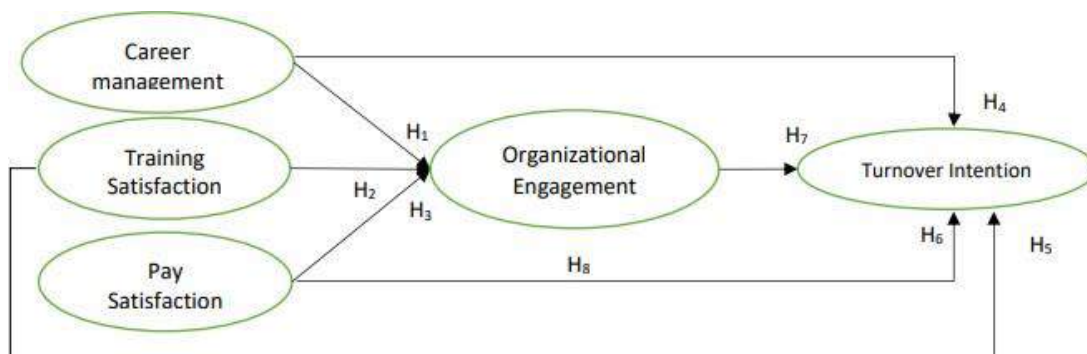 Career
management
H₄
H₁
H₇
Training
Satisfaction
Organizational
Engagement
Turnover Intention
H₂
H₃
H₆
H₅
Pay
Satisfaction
H₈